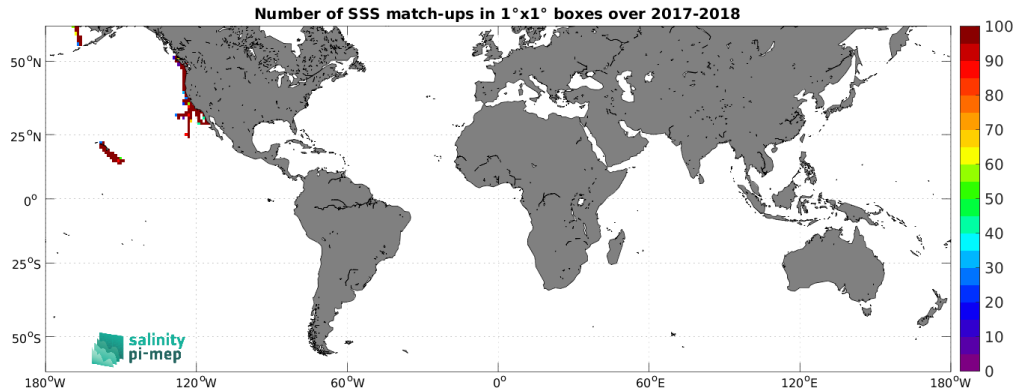 Number of SSS match-ups in 1°x1° boxes over 2017-2018
50°N
25°N
0°
25°S
50°S
180°W 120°W 60°W 0° 60°E 120°E 180°W
100
90
80
70
60
50
40
30
20
10
0
salinity
pi-mep